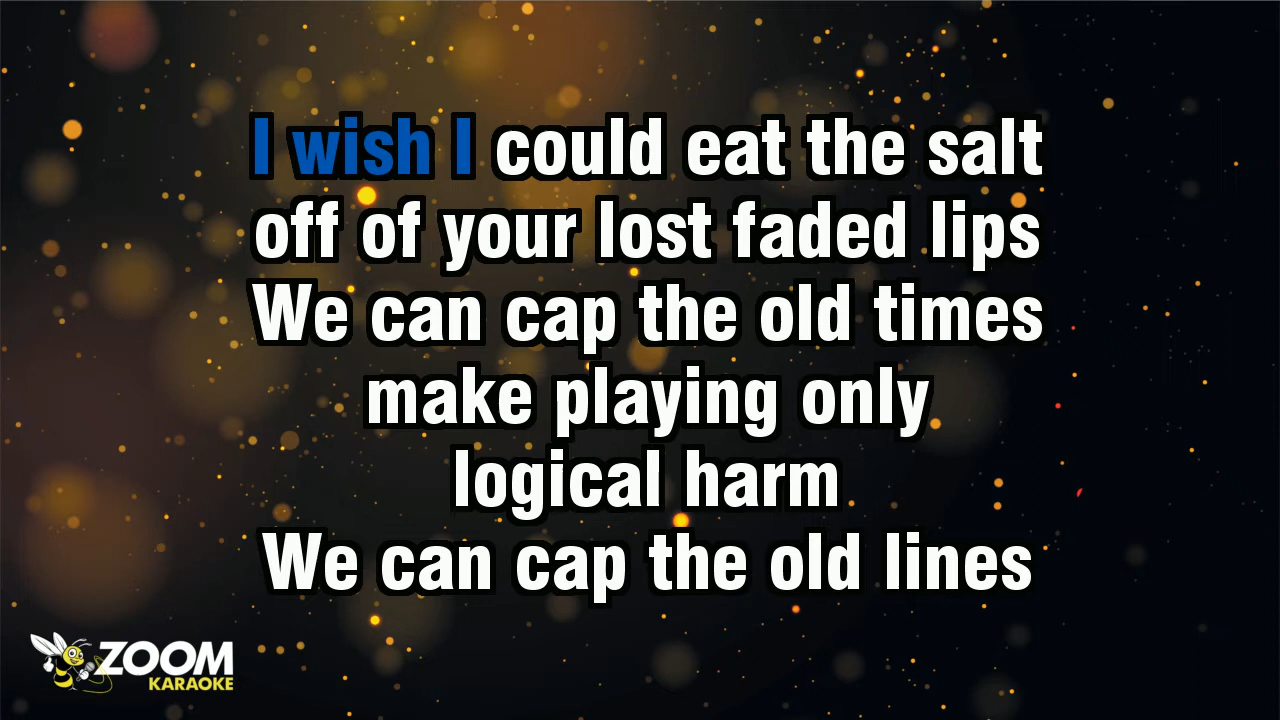 I wish I could eat the salt
off of your lost faded lips
We can cap the old times
make playing only
logical harm
We can cap the old lines
ZOOM
KARAOKE